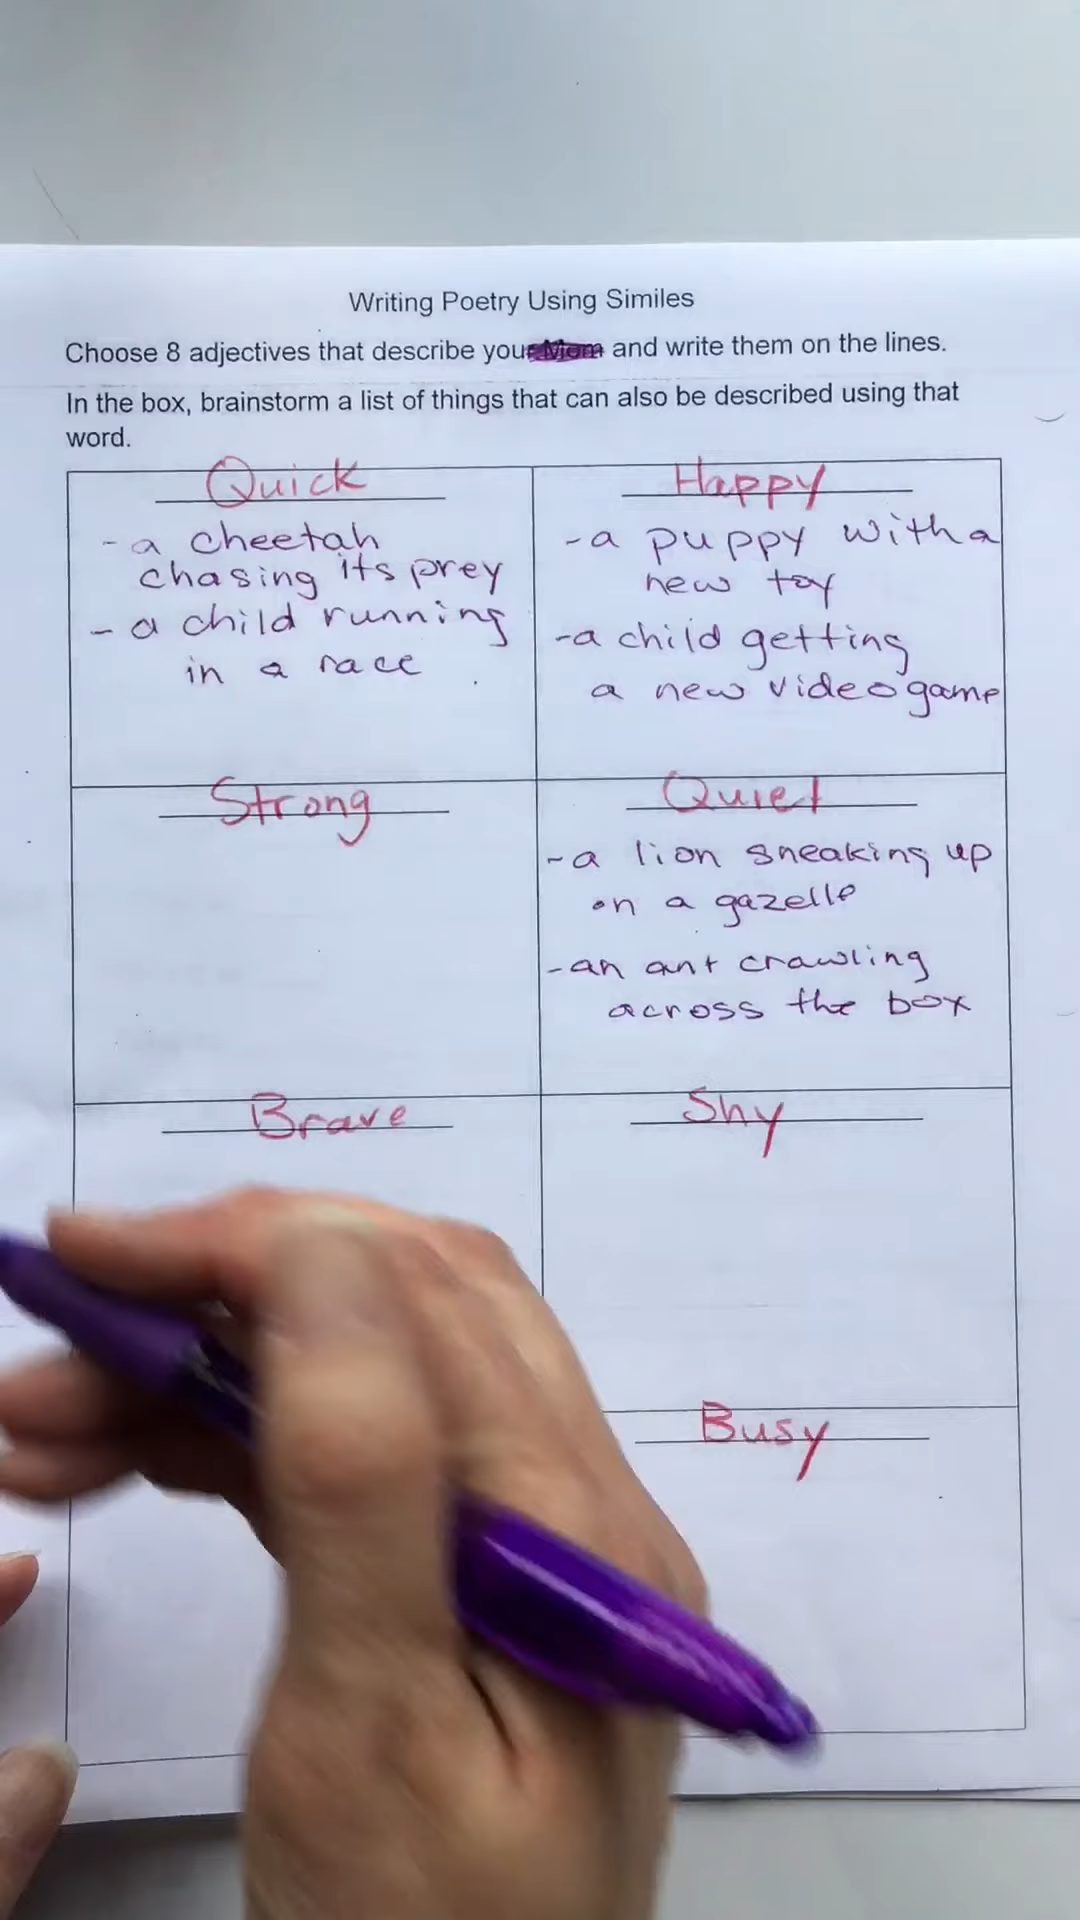 Writing Poetry Using Similes
Choose 8 adjectives that describe your Mom and write them on the lines.
In the box, brainstorm a list of things that can also be described using that
word.
Quick
- a cheetah
chasing its prey
- a child running
in a race
Happy
- a puppy with a
new toy
- a child getting
a new videogame
Strong
Quiet
- a lion sneaking up
on a gazelle
- an ant crawling
across the box
Brave
Shy
Busy